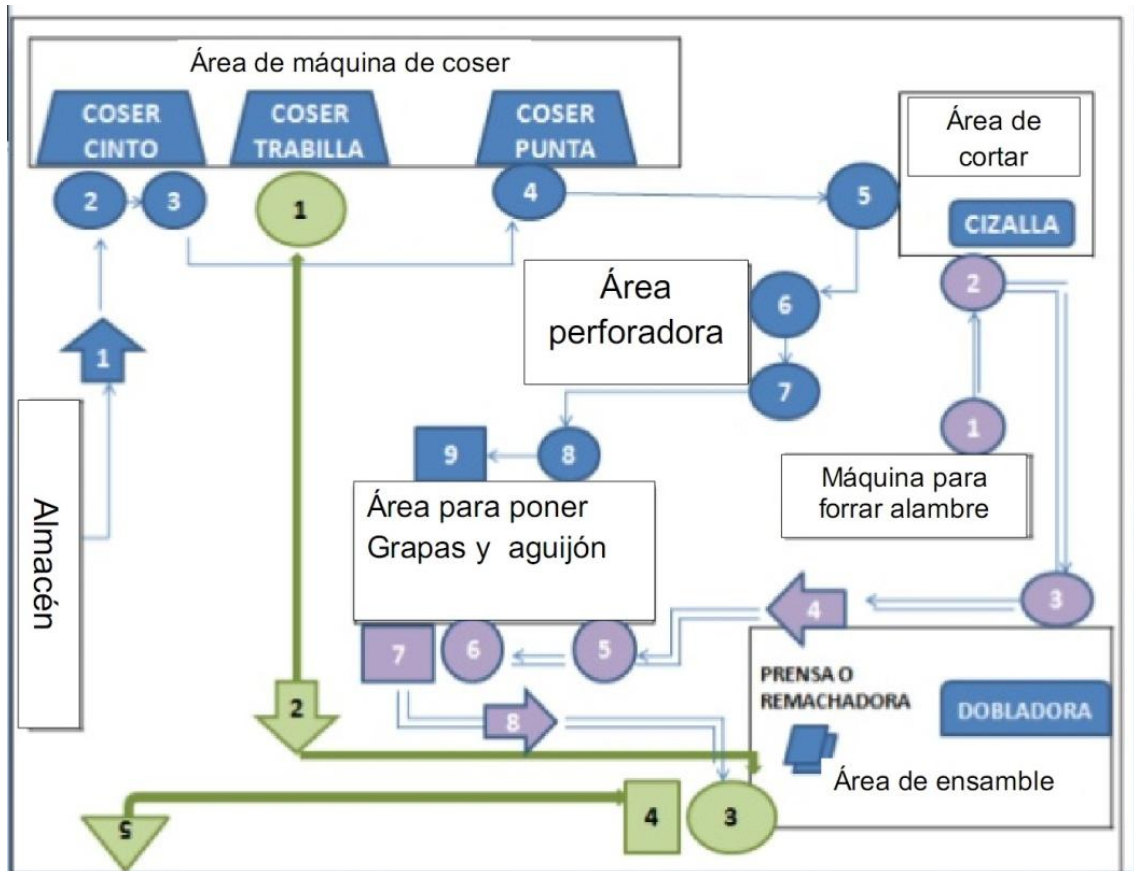 Área de máquina de coser
COSER
CINTO
COSER
TRABILLA
COSER
PUNTA
Área de
cortar
CIZALLA
2
3
1
4
5
2
Área
perforadora
6
1
7
1
9
8
Máquina para
forrar alambre
Almacén
Área para poner
Grapas y aguijón
3
4
7
6
5
PRENSA O
REMACHADORA
DOBLADORA
2
8
Área de ensamble
5
4
3